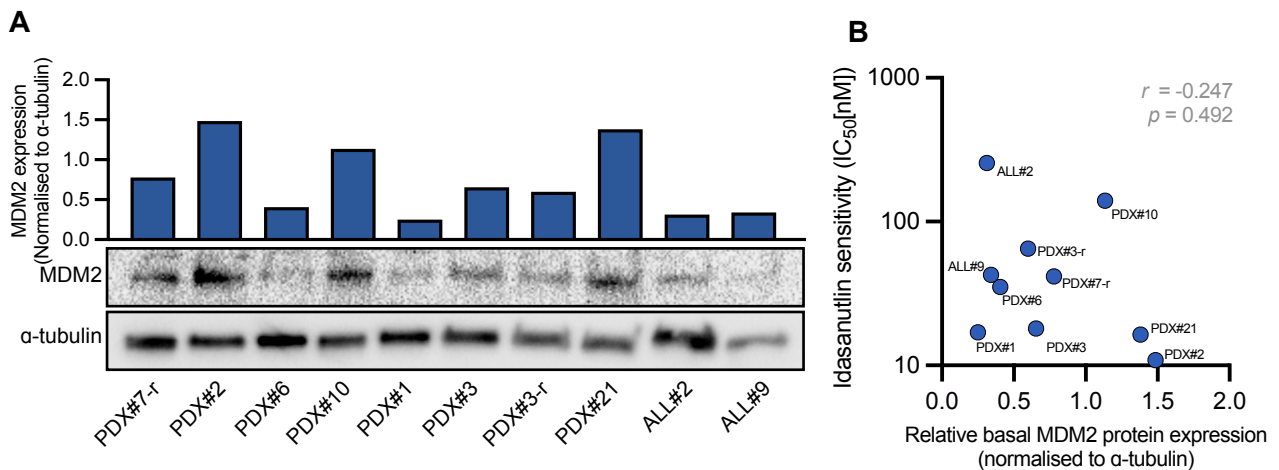 A
MDM2 expression
(Normalised to α-tubulin)
2.0
1.5
1.0
0.5
0.0
MDM2
α-tubulin
PDX#7-r
PDX#2
PDX#6
PDX#10
PDX#1
PDX#3
PDX#3-r
PDX#21
ALL#2
ALL#9
B
Idasanutlin sensitivity (IC50[nM])
1000
100
10
r = -0.247
p = 0.492
ALL#2
PDX#10
PDX#3-r
ALL#9
PDX#7-r
PDX#6
PDX#21
PDX#1
PDX#3
PDX#2
0.0
0.5
1.0
1.5
2.0
Relative basal MDM2 protein expression
(normalised to α-tubulin)